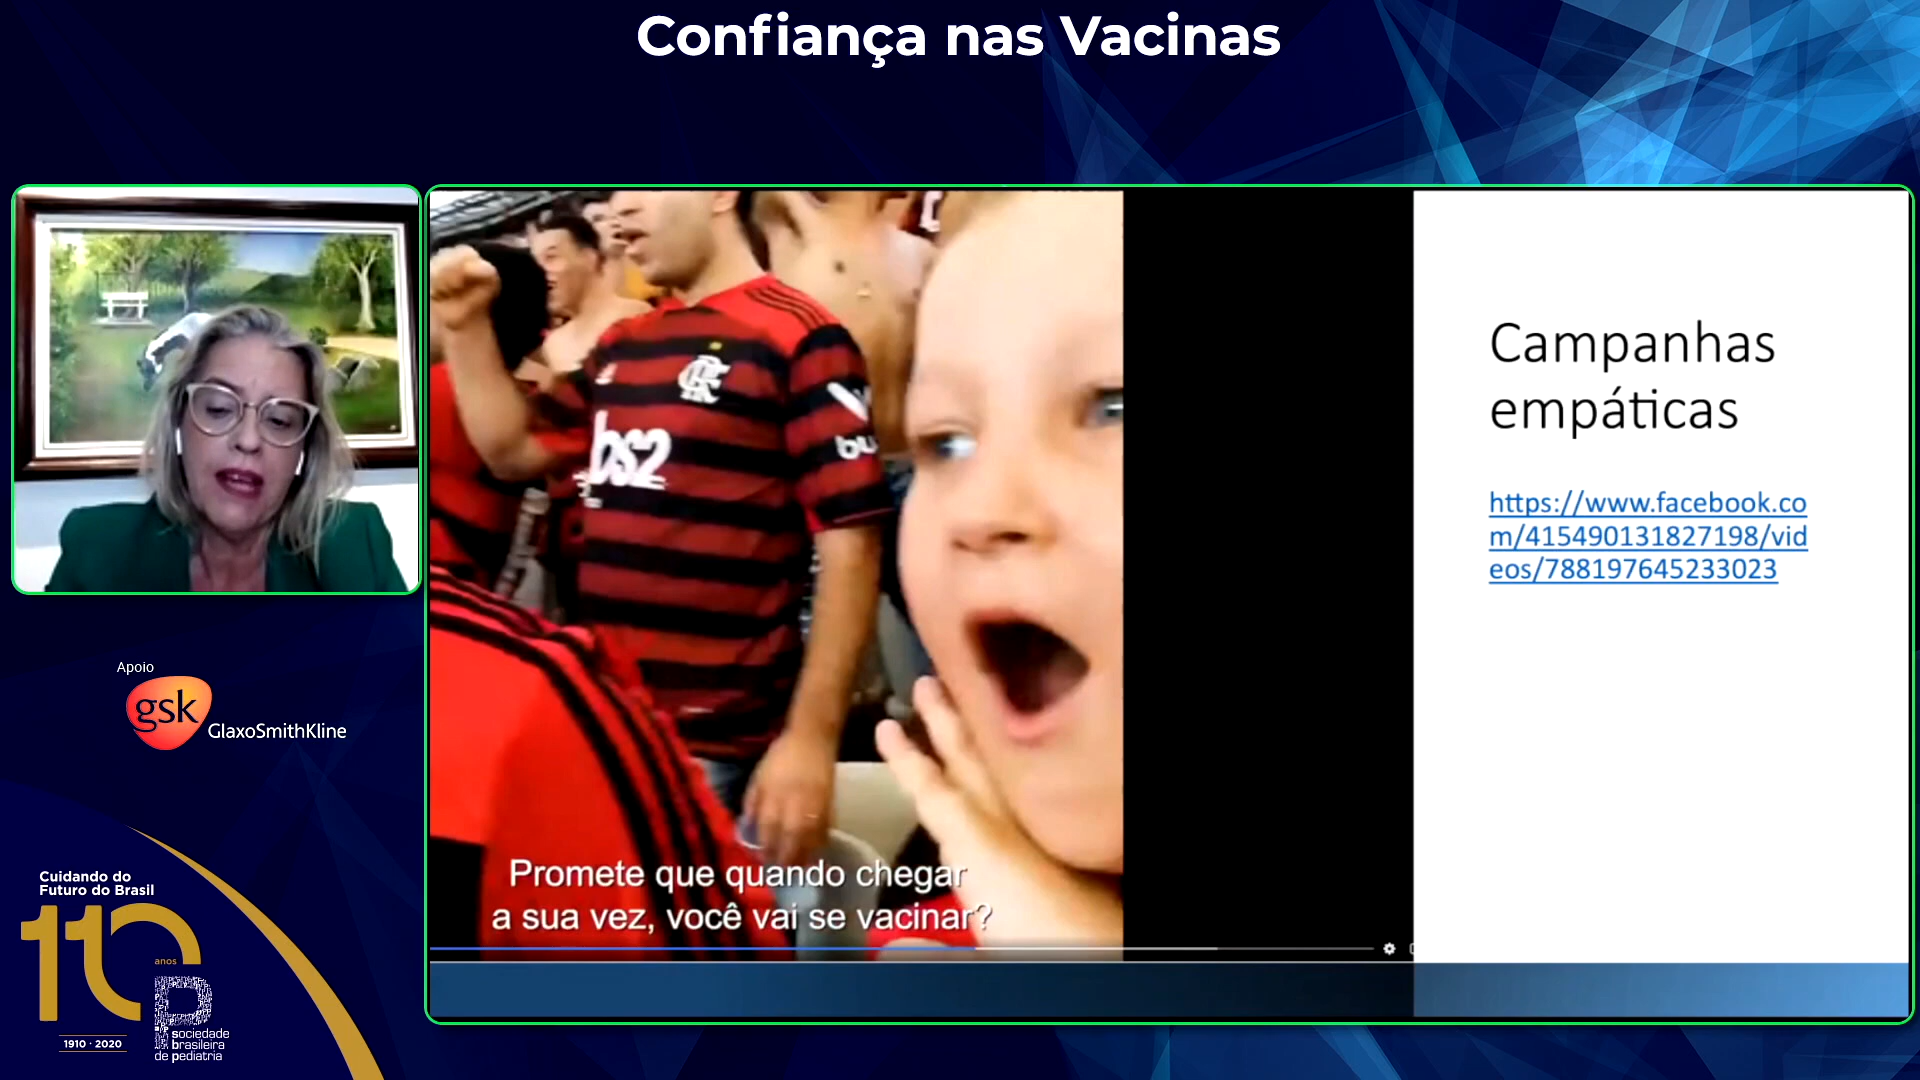 Confiança nas Vacinas
bs2
bu
Promete que quando chegar
a sua vez, você vai se vacinar?
Campanhas
empáticas
https://www.facebook.co
m/415490131827198/vid
eos/788197645233023
Apoio
gsk
GlaxoSmithKline
Cuidando do
Futuro do Brasil
110
anos
1910 · 2020
sociedade
brasileira
de pediatria